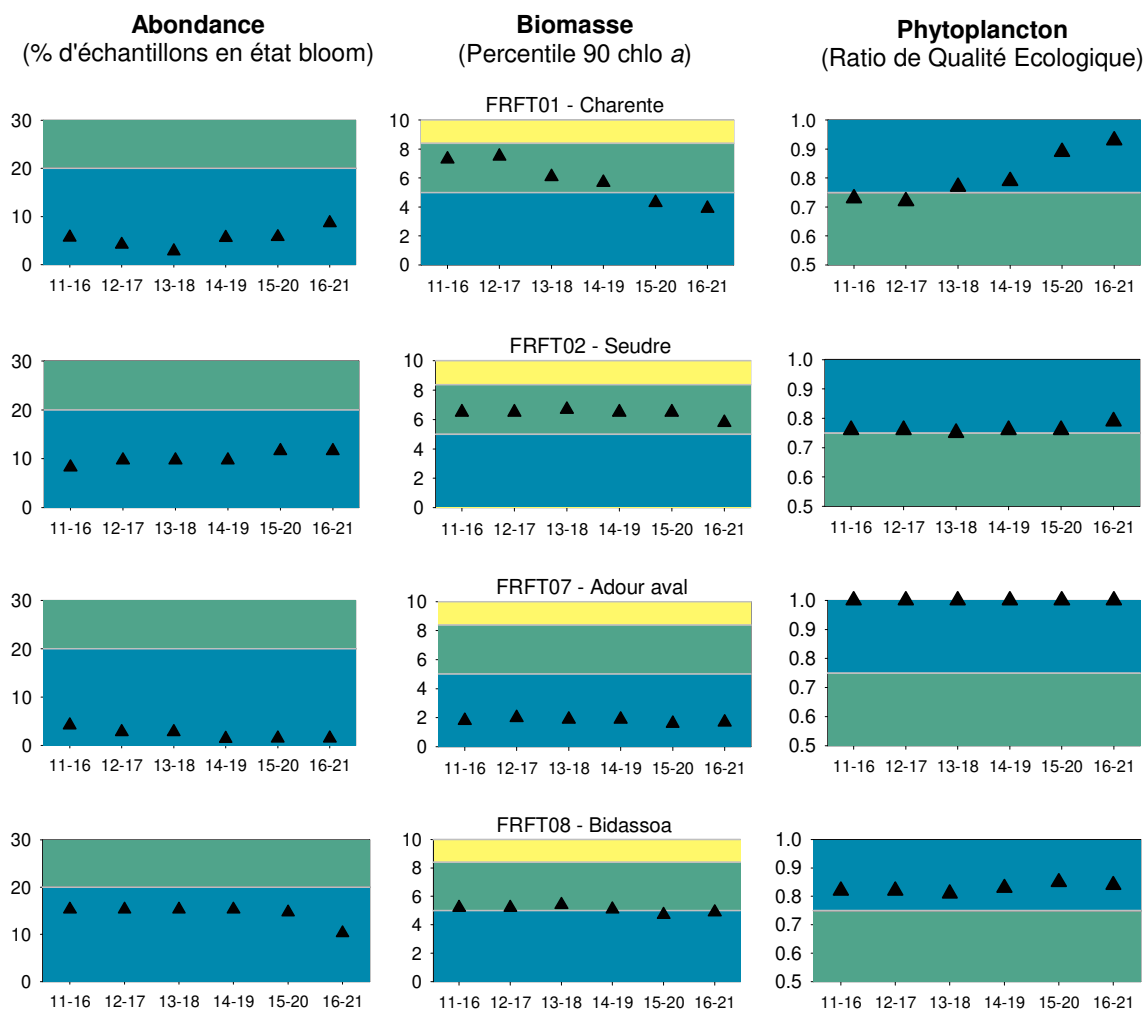 Abondance
(% d'échantillons en état bloom)
Biomasse
(Percentile 90 chlo a)
Phytoplancton
(Ratio de Qualité Ecologique)
FRFT01 - Charente
30
20
10
0
11-16 12-17 13-18 14-19 15-20 16-21
10
8
6
4
2
0
11-16 12-17 13-18 14-19 15-20 16-21
1.0
0.9
0.8
0.7
0.6
0.5
11-16 12-17 13-18 14-19 15-20 16-21
FRFT02 - Seudre
30
20
10
0
11-16 12-17 13-18 14-19 15-20 16-21
10
8
6
4
2
0
11-16 12-17 13-18 14-19 15-20 16-21
1.0
0.9
0.8
0.7
0.6
0.5
11-16 12-17 13-18 14-19 15-20 16-21
FRFT07 - Adour aval
30
20
10
0
11-16 12-17 13-18 14-19 15-20 16-21
10
8
6
4
2
0
11-16 12-17 13-18 14-19 15-20 16-21
1.0
0.9
0.8
0.7
0.6
0.5
11-16 12-17 13-18 14-19 15-20 16-21
FRFT08 - Bidassoa
30
20
10
0
11-16 12-17 13-18 14-19 15-20 16-21
10
8
6
4
2
0
11-16 12-17 13-18 14-19 15-20 16-21
1.0
0.9
0.8
0.7
0.6
0.5
11-16 12-17 13-18 14-19 15-20 16-21